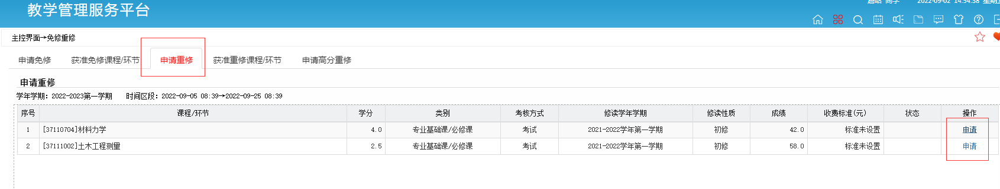 2022-09-02 14:54:58
教学管理服务平台
主控界面→免修重修
申请免修 获准免修课程/环节 申请重修 获准重修课程/环节 申请高分重修
申请重修
学年学期：2022-2023第一学期 时间区段：2022-09-05 08:39→2022-09-25 08:39
序号 课程/环节 学分 类别 考核方式 修读学年学期 修读性质 成绩 收费标准(元) 状态 操作
1 [37110704]材料力学 4.0 专业基础课/必修课 考试 2021-2022学年第一学期 初修 42.0 标准未设置 申请
2 [37111002]土木工程测量 2.5 专业基础课/必修课 考试 2021-2022学年第一学期 初修 58.0 标准未设置 申请